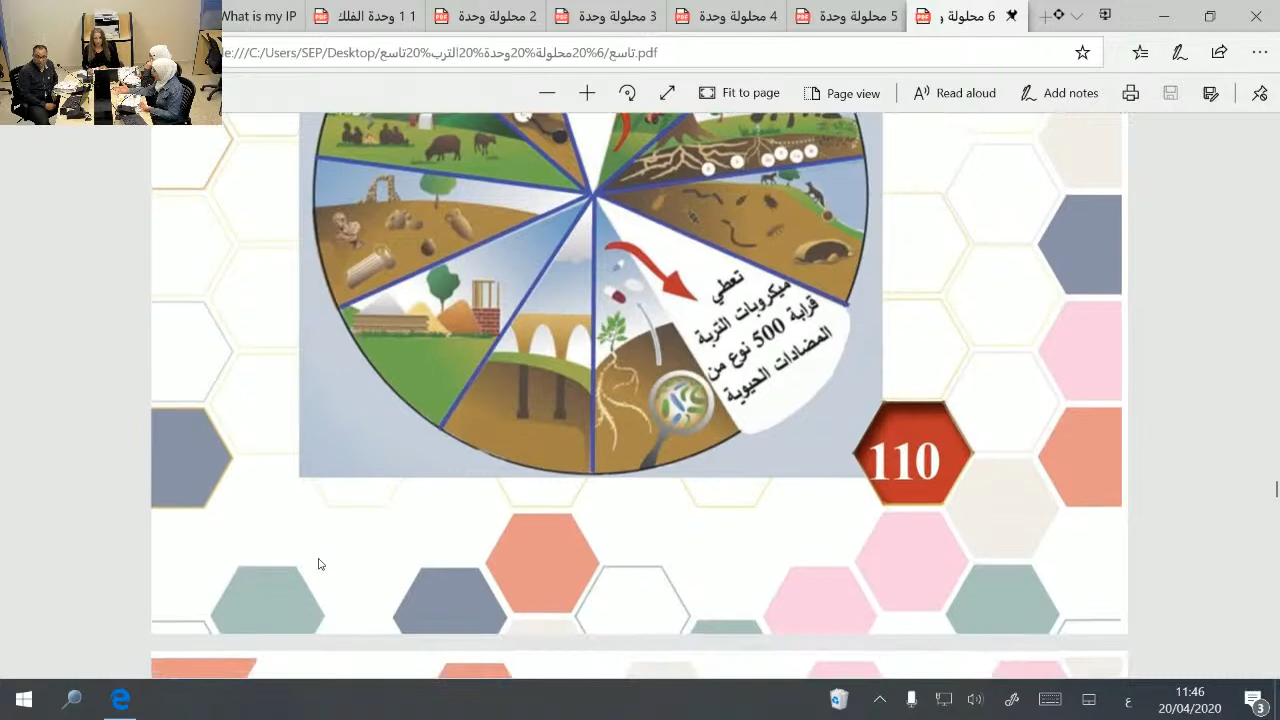 What is my IP
1 1 وحدة الفلك
2 محلولة وحدة
3 محلولة وحدة
4 محلولة وحدة
5 محلولة وحدة
6 محلولة و
e:///C:/Users/SEP/Desktop/تاسع/6%20محلولة%20وحدة%20الترب%20تاسع.pdf
Fit to page
Page view
Read aloud
Add notes
تعطي
ميكروبات التربة
قرابة 500 نوع من
المضادات الحيوية
110
ع
11:46
20/04/2020
3